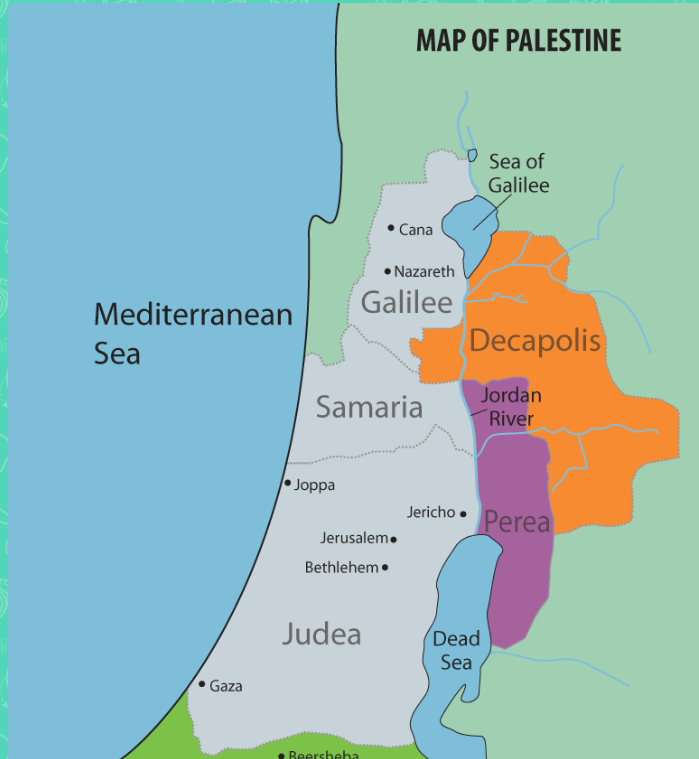 MAP OF PALESTINE
Sea of
Galilee
Cana
Nazareth
Galilee
Mediterranean
Sea
Decapolis
Jordan
River
Samaria
Joppa
Jericho
Perea
Jerusalem
Bethlehem
Judea
Dead
Sea
Gaza
Beersheba